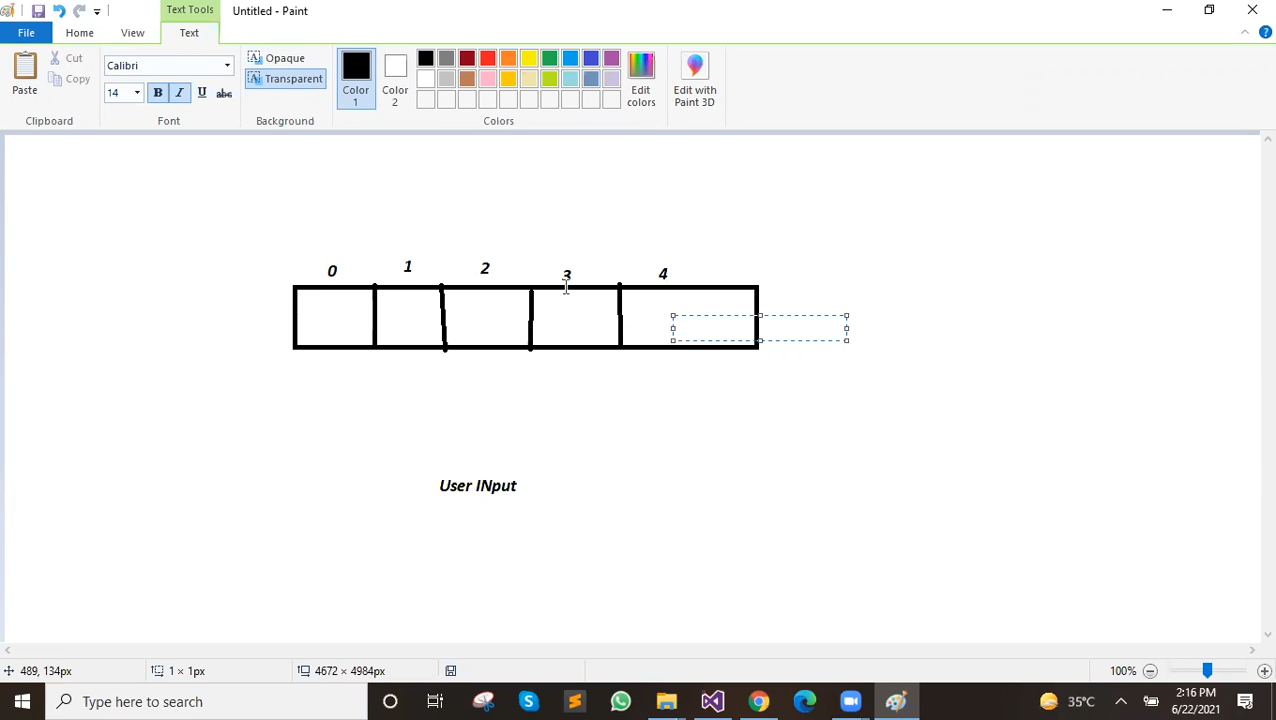 Text Tools
Untitled - Paint
File
Home
View
Text
Paste
Cut
Copy
Clipboard
Calibri
14
B
I
U
abc
Font
Opaque
Transparent
Background
Color
1
Color
2
Colors
Edit
colors
Edit with
Paint 3D
0
1
2
3
4
User INput
489, 134px
1 × 1px
4672 × 4984px
100%
Type here to search
35°C
2:16 PM
6/22/2021